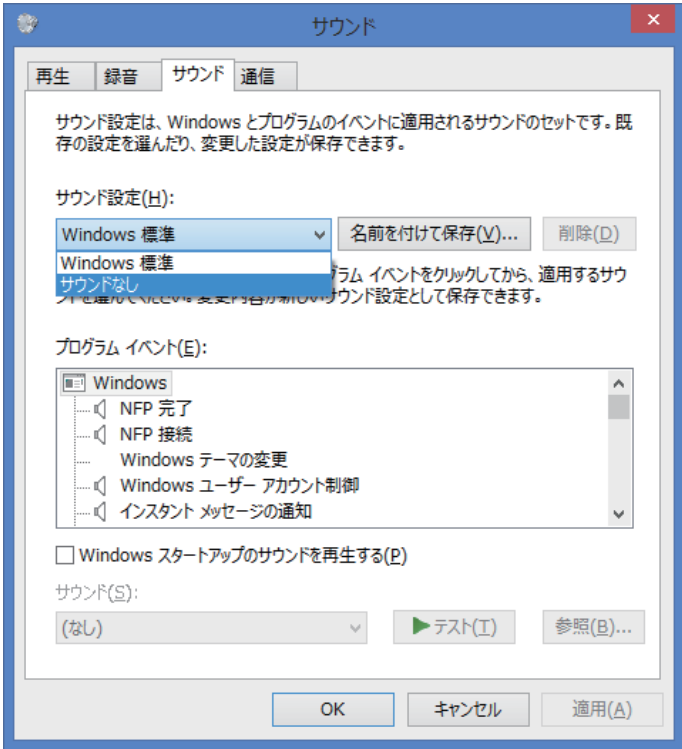 サウンド
再生 録音 サウンド 通信
サウンド設定は、Windows とプログラムのイベントに適用されるサウンドのセットです。既
存の設定を選んだり、変更した設定が保存できます。
サウンド設定(H):
Windows 標準 名前を付けて保存(V)... 削除(D)
Windows 標準
ラム イベントをクリックしてから、適用するサウ
サウンドなし
サウンド設定として保存できます。
プログラム イベント(E):
Windows
NFP 完了
NFP 接続
Windows テーマの変更
Windows ユーザー アカウント制御
インスタント メッセージの通知
Windows スタートアップのサウンドを再生する(P)
サウンド(S):
(なし) テスト(T) 参照(B)...
OK キャンセル 適用(A)